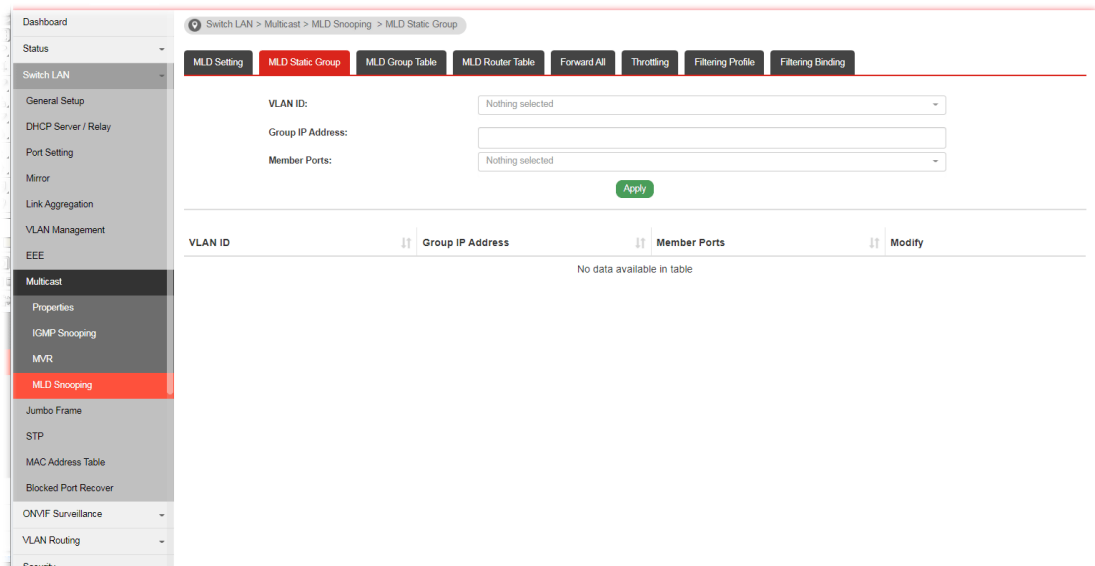 Dashboard
Status
Switch LAN
General Setup
DHCP Server / Relay
Port Setting
Mirror
Link Aggregation
VLAN Management
EEE
Multicast
Properties
IGMP Snooping
MVR
MLD Snooping
Jumbo Frame
STP
MAC Address Table
Blocked Port Recover
ONVIF Surveillance
VLAN Routing
Security
Switch LAN > Multicast > MLD Snooping > MLD Static Group
MLD Setting MLD Static Group MLD Group Table MLD Router Table Forward All Throttling Filtering Profile Filtering Binding
VLAN ID: Nothing selected
Group IP Address:
Member Ports: Nothing selected
Apply
VLAN ID Group IP Address Member Ports Modify
No data available in table